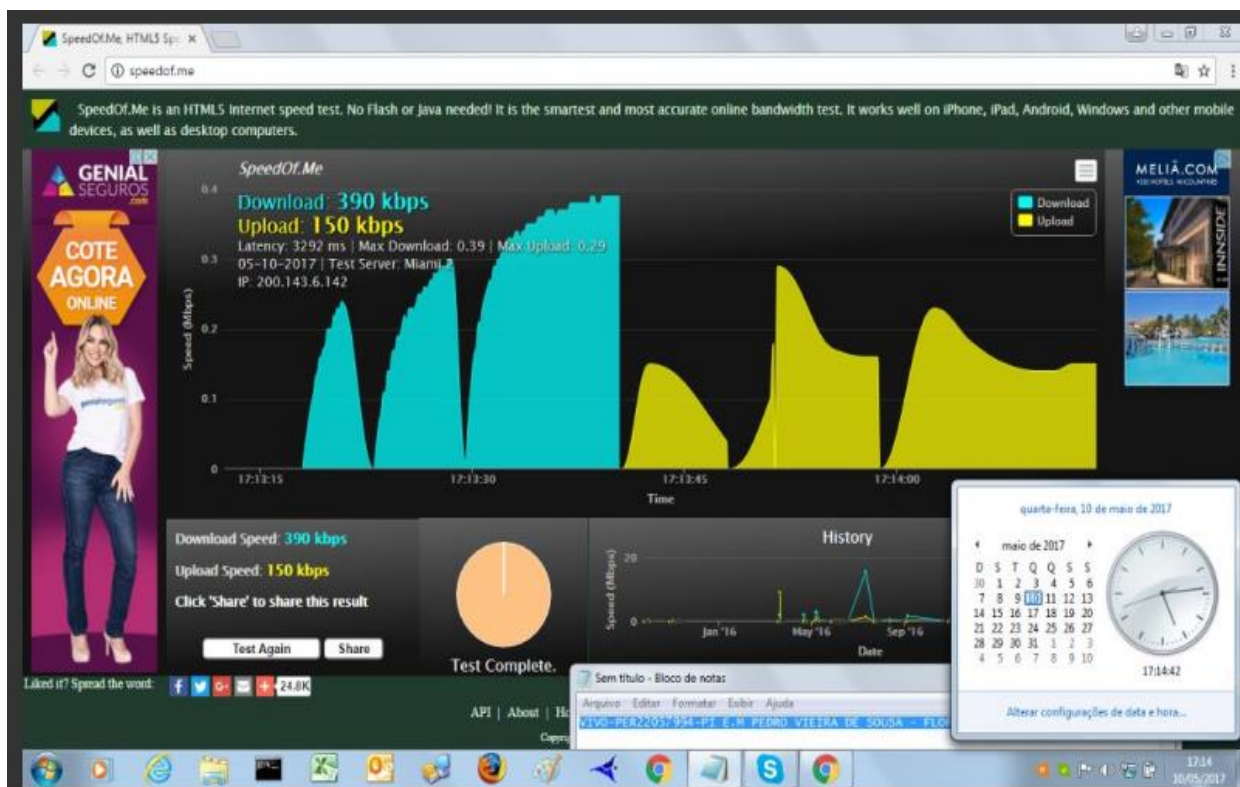 SpeedOf.Me, HTML5 Spe
speedof.me
SpeedOf.Me is an HTML5 Internet speed test. No Flash or Java needed! It is the smartest and most accurate online bandwidth test. It works well on iPhone, iPad, Android, Windows and other mobile
devices, as well as desktop computers.
GENIAL
SEGUROS
.com
COTE
AGORA
ONLINE
SpeedOf.Me
Download: 390 kbps
Upload: 150 kbps
Latency: 3292 ms | Max Download: 0.39 | Max Upload: 0.29
05-10-2017 | Test Server: Miami 2
IP: 200.143.6.142
Download
Upload
0.4
0.3
0.2
0.1
0
Speed (Mbps)
17:13:15
17:13:30
17:13:45
17:14:00
Time
MELIÃ.COM
INNSIDE
Download Speed: 390 kbps
Upload Speed: 150 kbps
Click 'Share' to share this result
Test Again
Share
Test Complete.
History
Speed (Mbps)
20
0
Jan '16
May '16
Sep '16
Date
Liked it? Spread the word:
24.8K
API | About | Ho
Copyri
Sem título - Bloco de notas
Arquivo Editar Formatar Exibir Ajuda
VIVO-PER22057994-PI E.M PEDRO VIEIRA DE SOUSA - FLOR
quarta-feira, 10 de maio de 2017
maio de 2017
D S T Q Q S S
30 1 2 3 4 5 6
7 8 9 10 11 12 13
14 15 16 17 18 19 20
21 22 23 24 25 26 27
28 29 30 31 1 2 3
4 5 6 7 8 9 10
17:14:42
Alterar configurações de data e hora...
17:14
10/05/2017